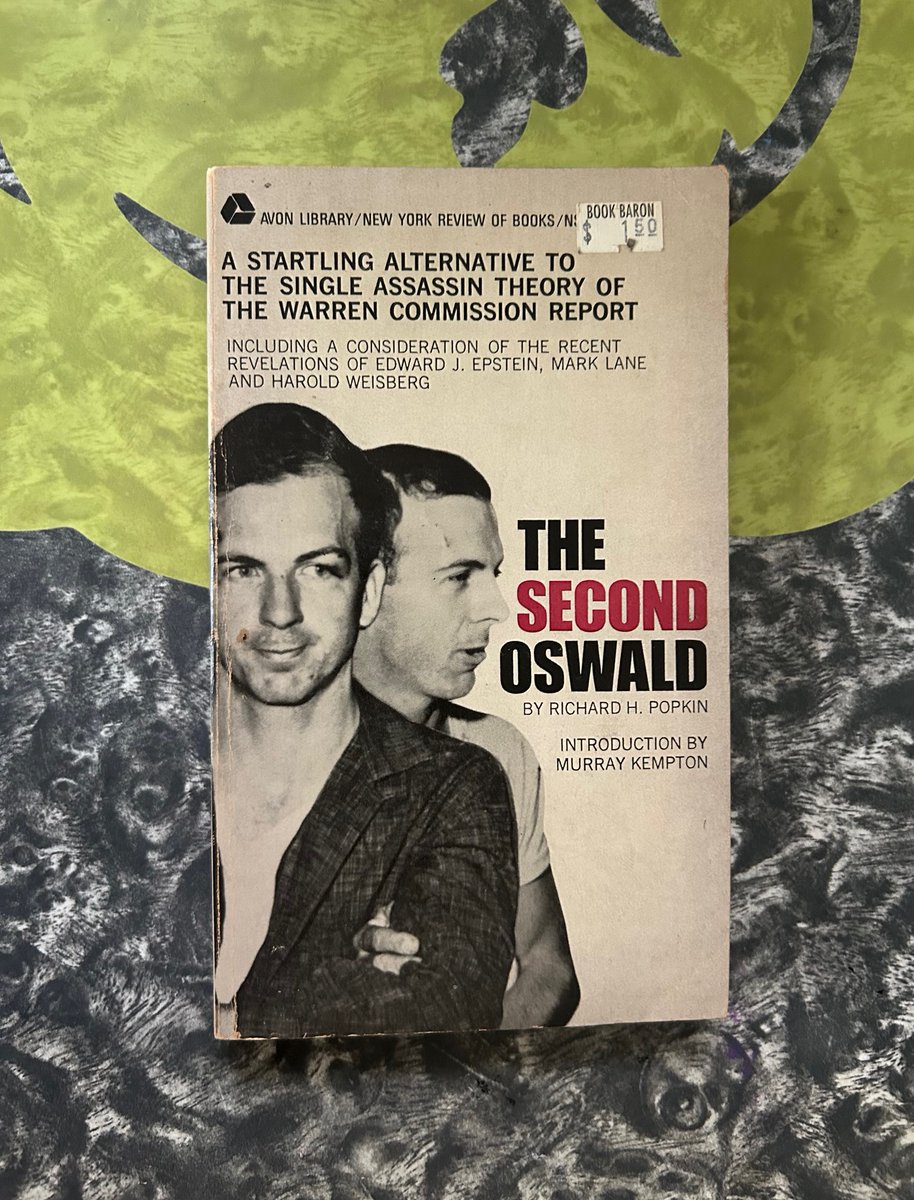 AVON LIBRARY/NEW YORK REVIEW OF BOOKS/
BOOK BARON
$ 1 50
A STARTLING ALTERNATIVE TO
THE SINGLE ASSASSIN THEORY OF
THE WARREN COMMISSION REPORT
INCLUDING A CONSIDERATION OF THE RECENT
REVELATIONS OF EDWARD J. EPSTEIN, MARK LANE
AND HAROLD WEISBERG
THE
SECOND
OSWALD
BY RICHARD H. POPKIN
INTRODUCTION BY
MURRAY KEMPTON